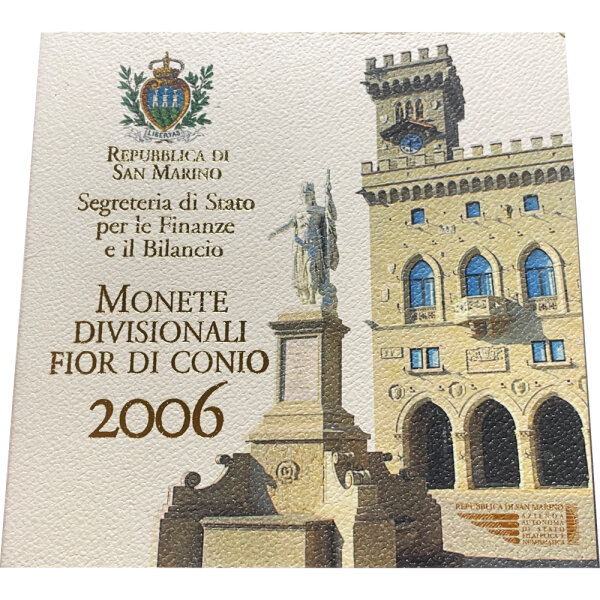 LIBERTAS
REPUBBLICA DI
SAN MARINO
Segreteria di Stato
per le Finanze
e il Bilancio
MONETE
DIVISIONALI
FIOR DI CONIO
2006
REPUBBLICA DI SAN MARINO
AZIENDA
AUTONOMA
DI STATO
FILATELICA E
NUMISMATICA